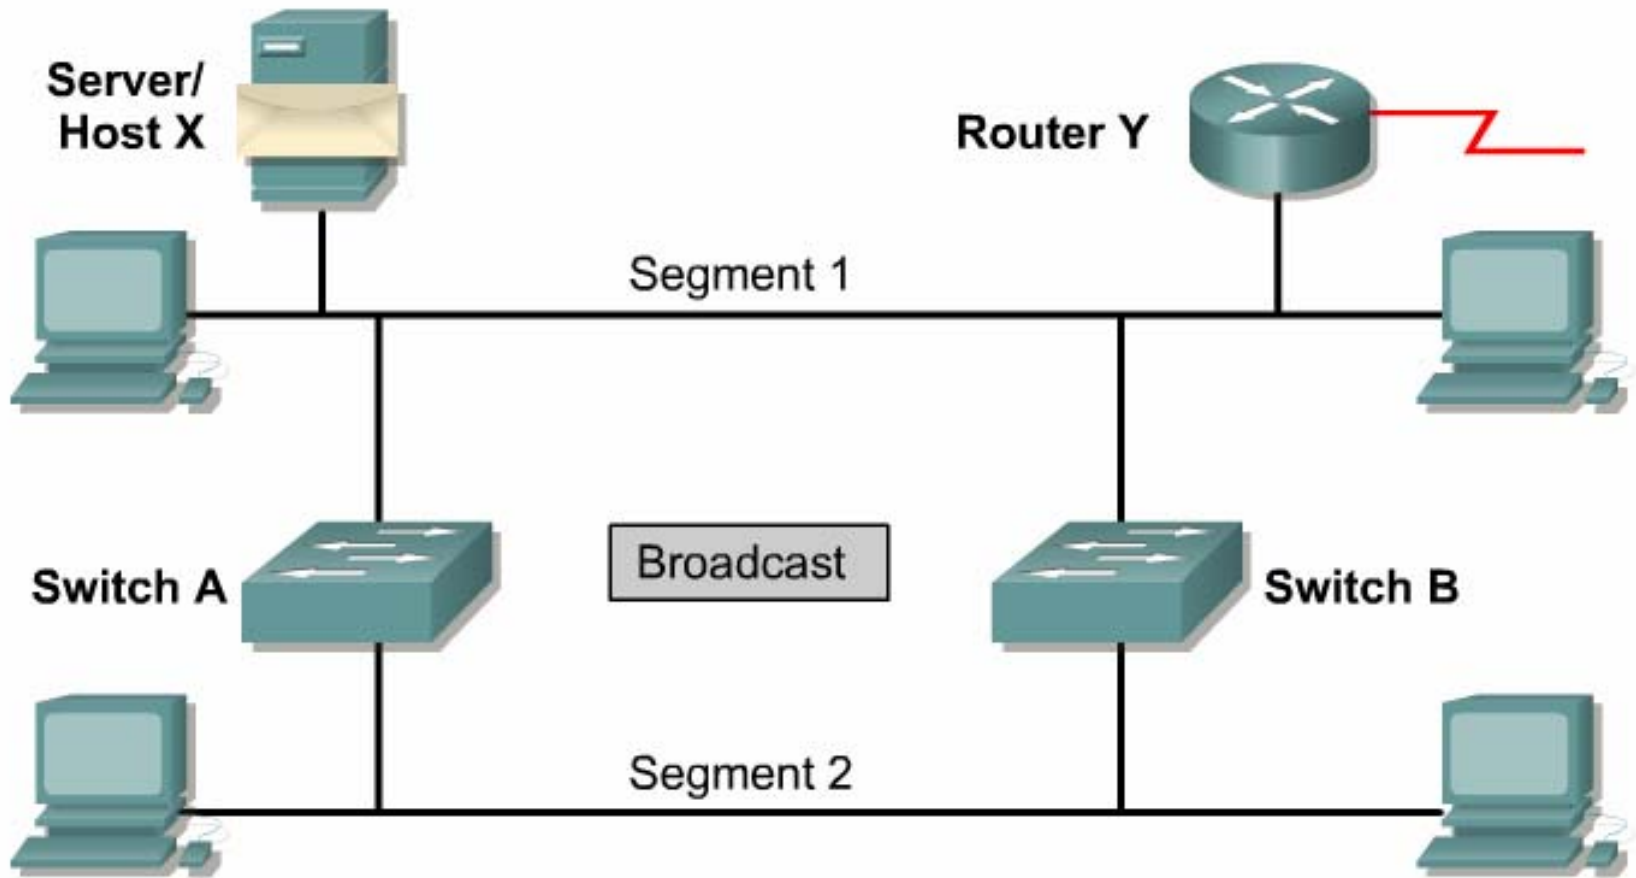 Server/
Host X
Router Y
Segment 1
Switch A
Broadcast
Switch B
Segment 2